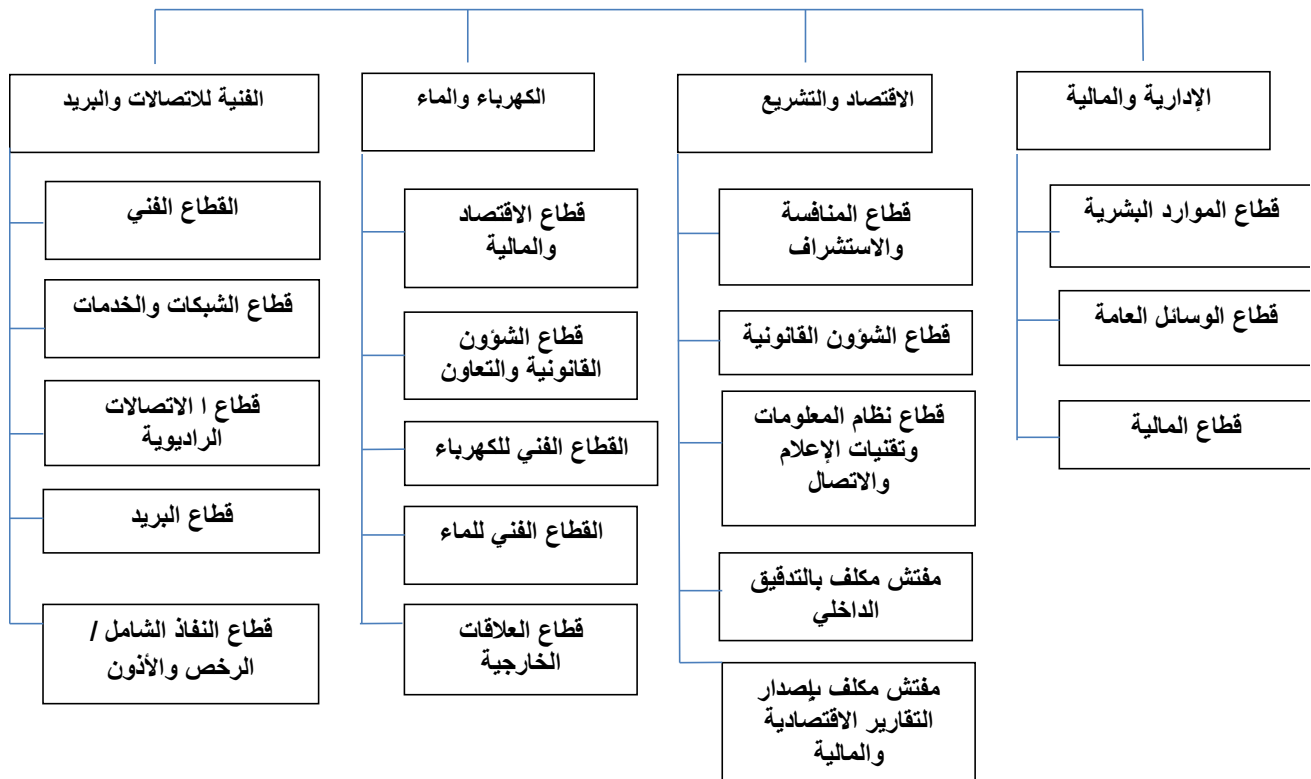 الإدارية والمالية
قطاع الموارد البشرية
قطاع الوسائل العامة
قطاع المالية
الاقتصاد والتشريع
قطاع المنافسة
والاستشراف
قطاع الشؤون القانونية
قطاع نظام المعلومات
وتقنيات الإعلام
والاتصال
مفتش مكلف بالتدقيق
الداخلي
مفتش مكلف بإصدار
التقارير الاقتصادية
والمالية
الكهرباء والماء
قطاع الاقتصاد
والمالية
قطاع الشؤون
القانونية والتعاون
القطاع الفني للكهرباء
القطاع الفني للماء
قطاع العلاقات
الخارجية
الفنية للاتصالات والبريد
القطاع الفني
قطاع الشبكات والخدمات
قطاع ا الاتصالات
الراديوية
قطاع البريد
قطاع النفاذ الشامل /
الرخص والأذون